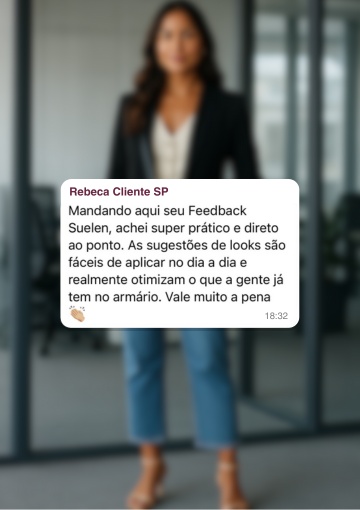 Rebeca Cliente SP
Mandando aqui seu Feedback
Suelen, achei super prático e direto
ao ponto. As sugestões de looks são
fáceis de aplicar no dia a dia e
realmente otimizam o que a gente já
tem no armário. Vale muito a pena
👏🏼
18:32